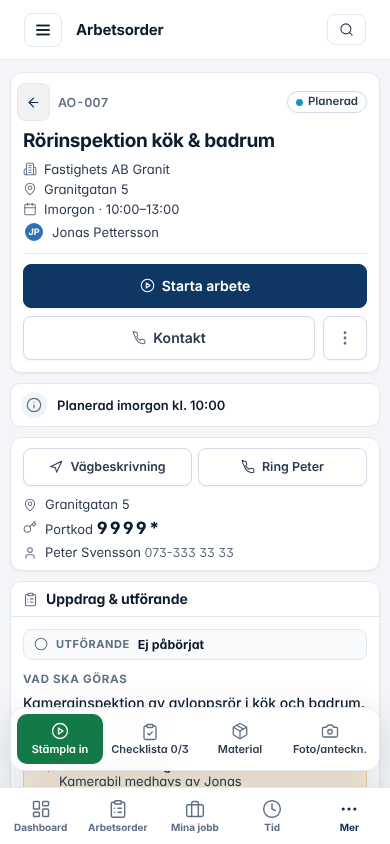 Arbetsorder
AO-007
Planerad
Rörinspektion kök & badrum
Fastighets AB Granit
Granitgatan 5
Imorgon · 10:00–13:00
JP Jonas Pettersson
Starta arbete
Kontakt
Planerad imorgon kl. 10:00
Vägbeskrivning
Ring Peter
Granitgatan 5
Portkod 9999*
Peter Svensson 073-333 33 33
Uppdrag & utförande
UTFÖRANDE Ej påbörjat
VAD SKA GÖRAS
Kamerainspektion av avloppsrör i kök och badrum.
Stämpla in
Checklista 0/3
Material
Foto/anteckn.
Kamerabil medhavs av Jonas
Dashboard
Arbetsorder
Mina jobb
Tid
Mer